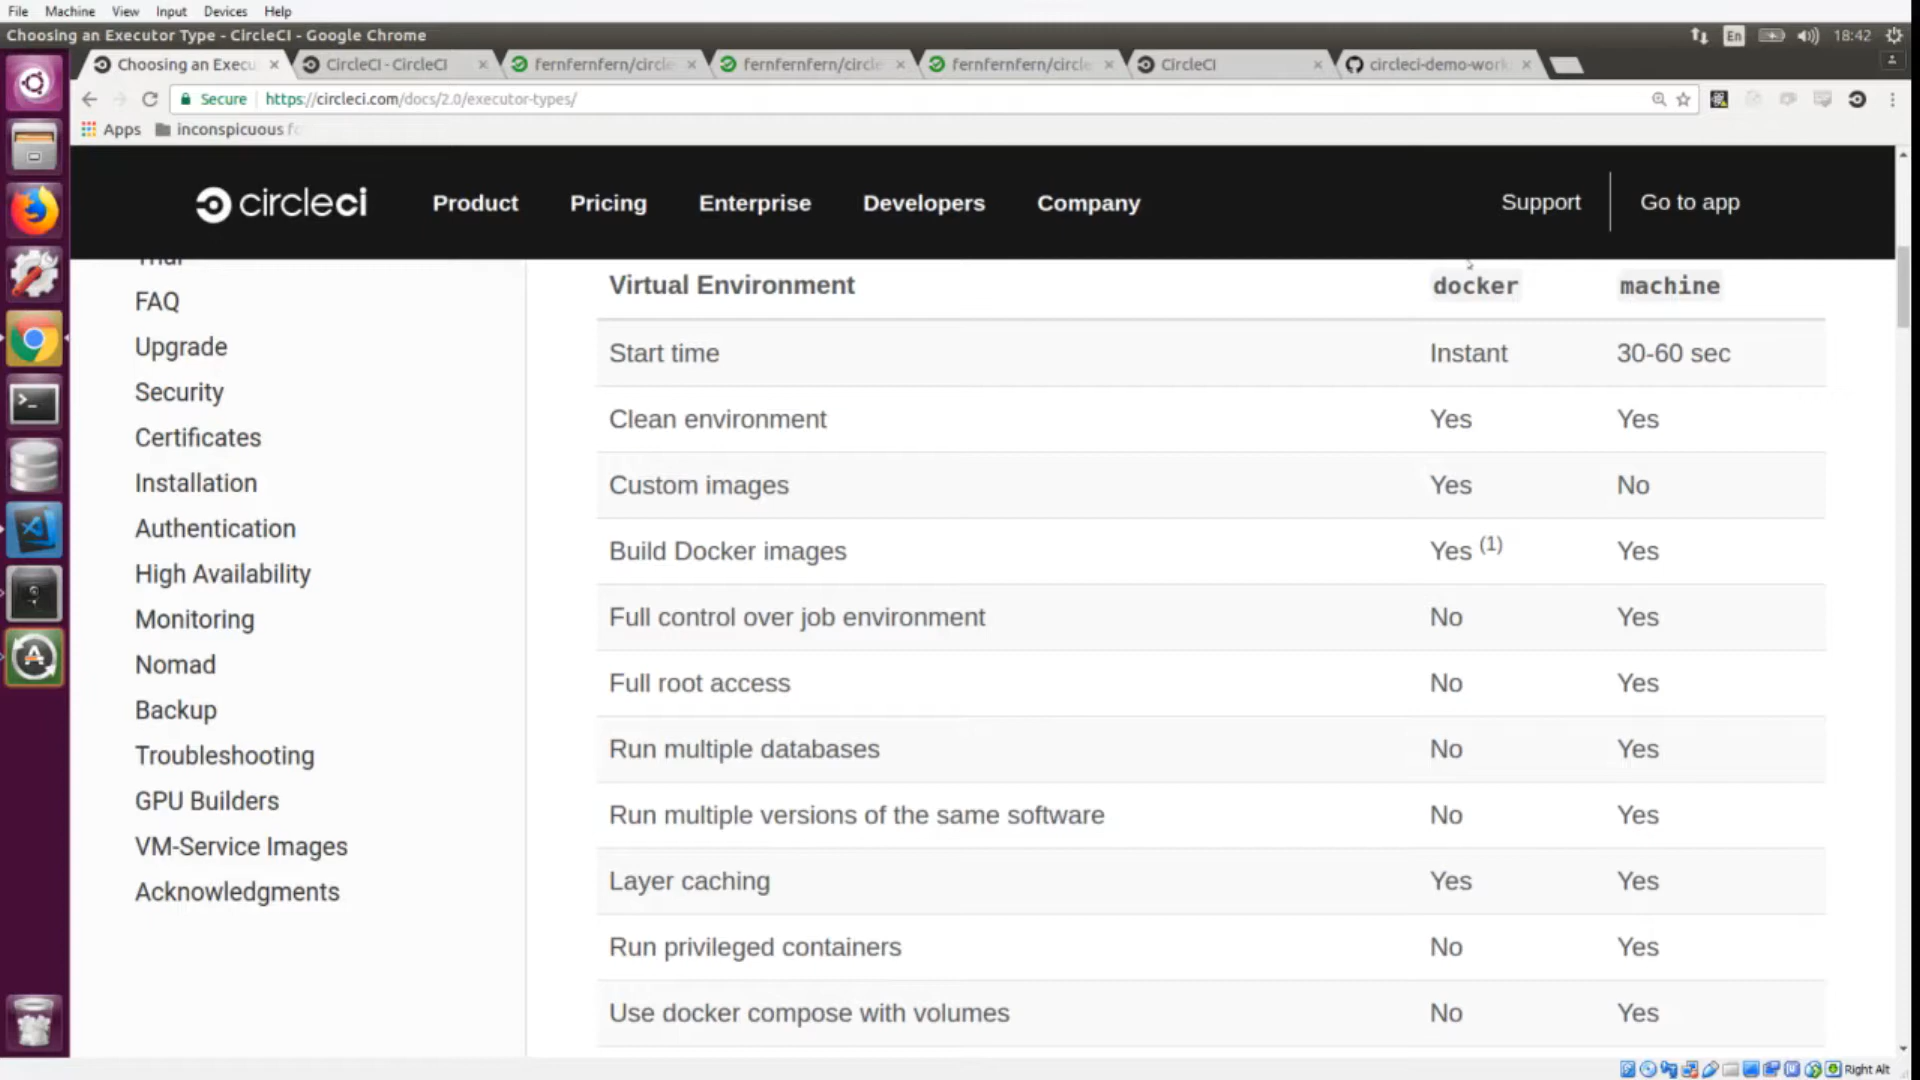 File Machine View Input Devices Help
Choosing an Executor Type - CircleCI - Google Chrome
En 18:42
Choosing an Execu
CircleCI - CircleCI
fernfernfern/circle
fernfernfern/circle
fernfernfern/circle
CircleCI
circleci-demo-work
Secure https://circleci.com/docs/2.0/executor-types/
Apps inconspicuous fo
circleci Product Pricing Enterprise Developers Company Support Go to app
FAQ
Upgrade
Security
Certificates
Installation
Authentication
High Availability
Monitoring
Nomad
Backup
Troubleshooting
GPU Builders
VM-Service Images
Acknowledgments
Virtual Environment docker machine
Start time Instant 30-60 sec
Clean environment Yes Yes
Custom images Yes No
Build Docker images Yes (1) Yes
Full control over job environment No Yes
Full root access No Yes
Run multiple databases No Yes
Run multiple versions of the same software No Yes
Layer caching Yes Yes
Run privileged containers No Yes
Use docker compose with volumes No Yes
Right Alt